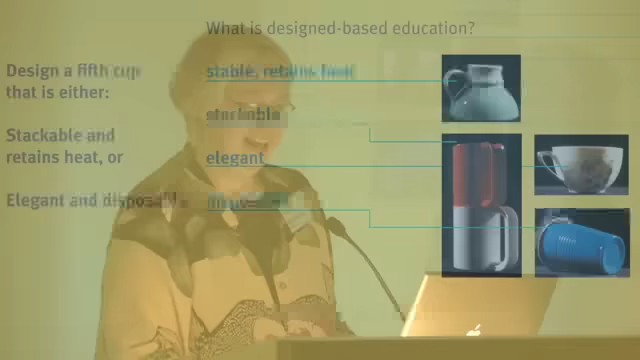 What is designed-based education?
Design a fifth cup
that is either:
Stackable and
retains heat, or
Elegant and disposable
stable, retains heat
stackable
elegant